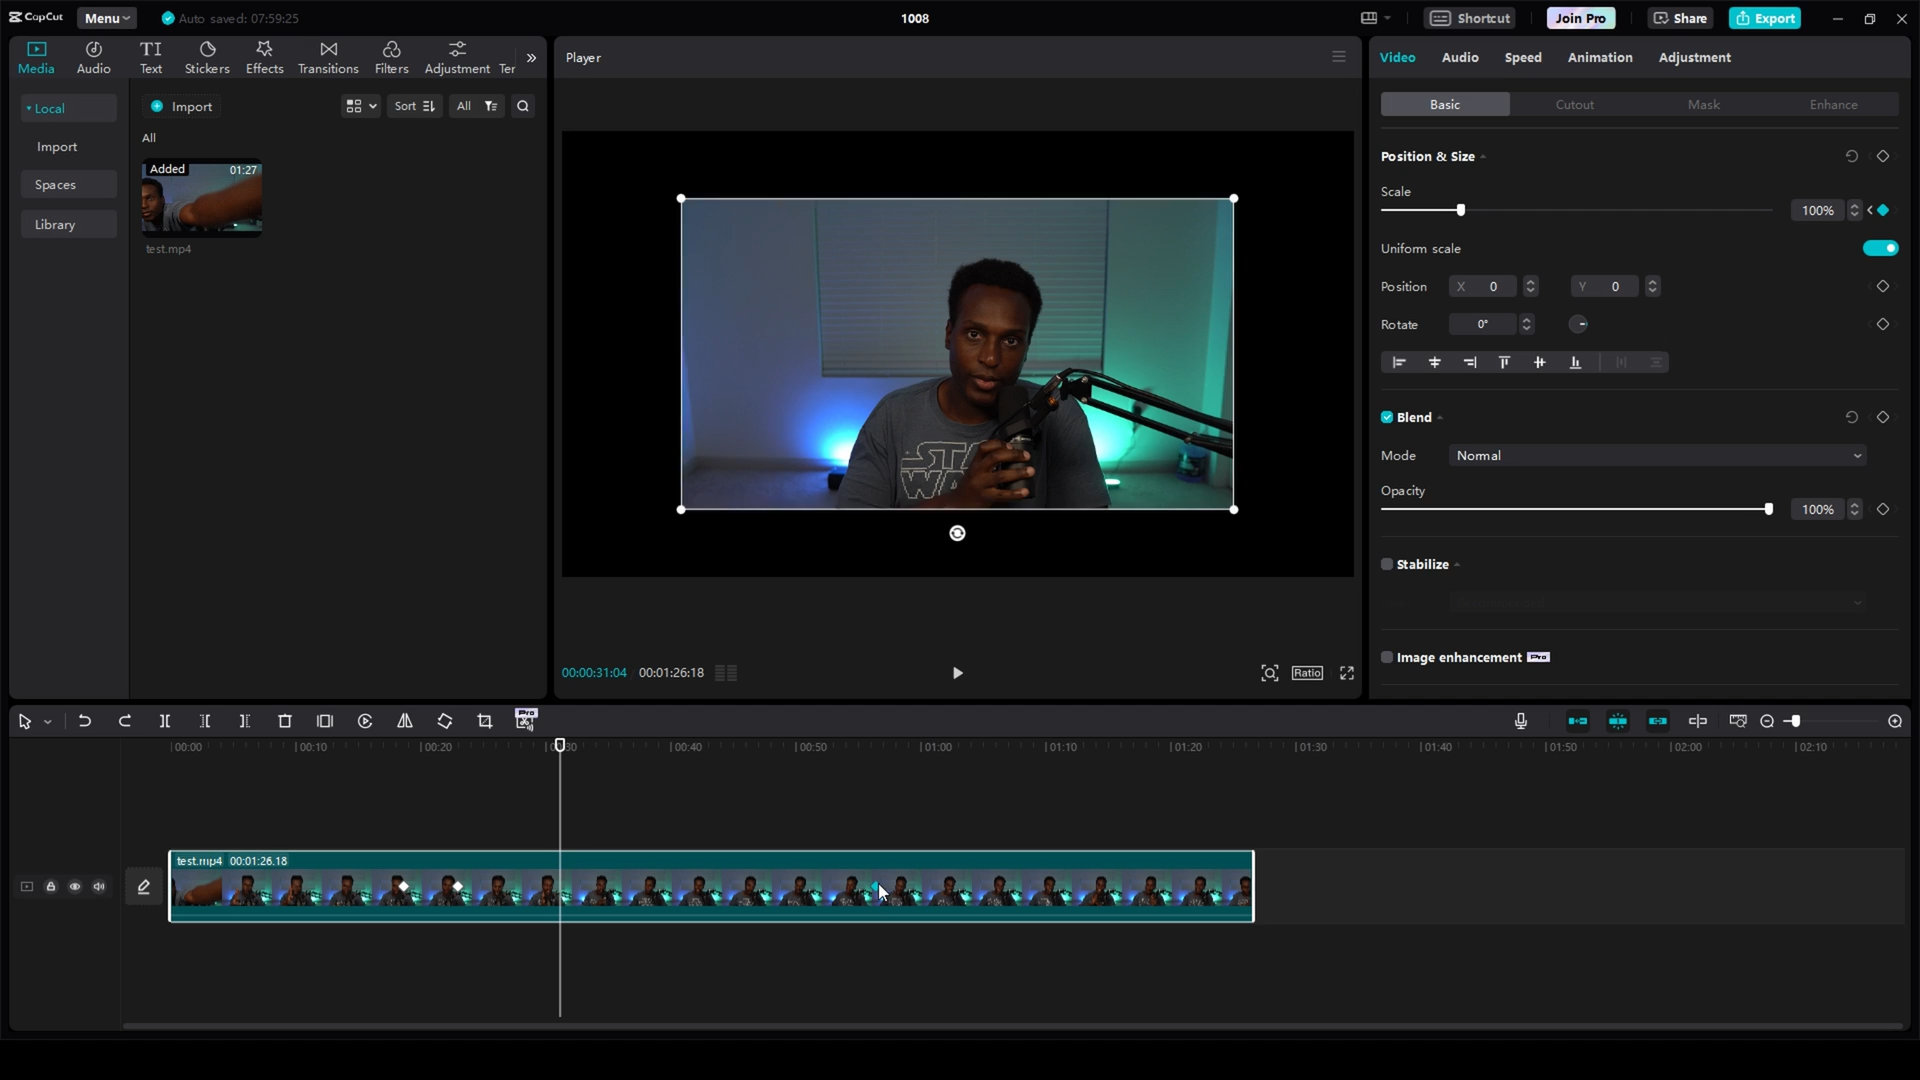 CapCut
Menu
Auto saved: 07:59:25
1008
Shortcut
Join Pro
Share
Export
Media
Audio
Text
Stickers
Effects
Transitions
Filters
Adjustment
Ter
Local
Import
Spaces
Library
Import
Sort
All
All
Added
01:27
test.mp4
Player
STA
WA
00:00:31:04
00:01:26:18
Ratio
Video
Audio
Speed
Animation
Adjustment
Basic
Cutout
Mask
Enhance
Position & Size
Scale
100%
Uniform scale
Position X 0 Y 0
Rotate 0°
Blend
Mode Normal
Opacity
100%
Stabilize
Image enhancement Pro
Pro
00:00
00:10
00:20
00:30
00:40
00:50
01:00
01:10
01:20
01:30
01:40
01:50
02:00
02:10
test.mp4 00:01:26.18